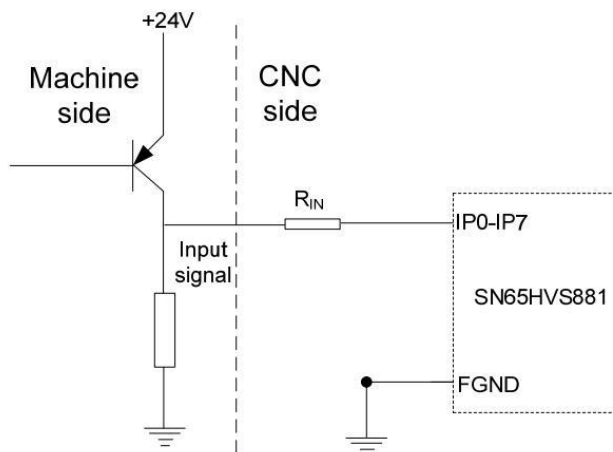 +24V
Machine
side
CNC
side
RIN
IP0-IP7
Input
signal
SN65HVS881
FGND